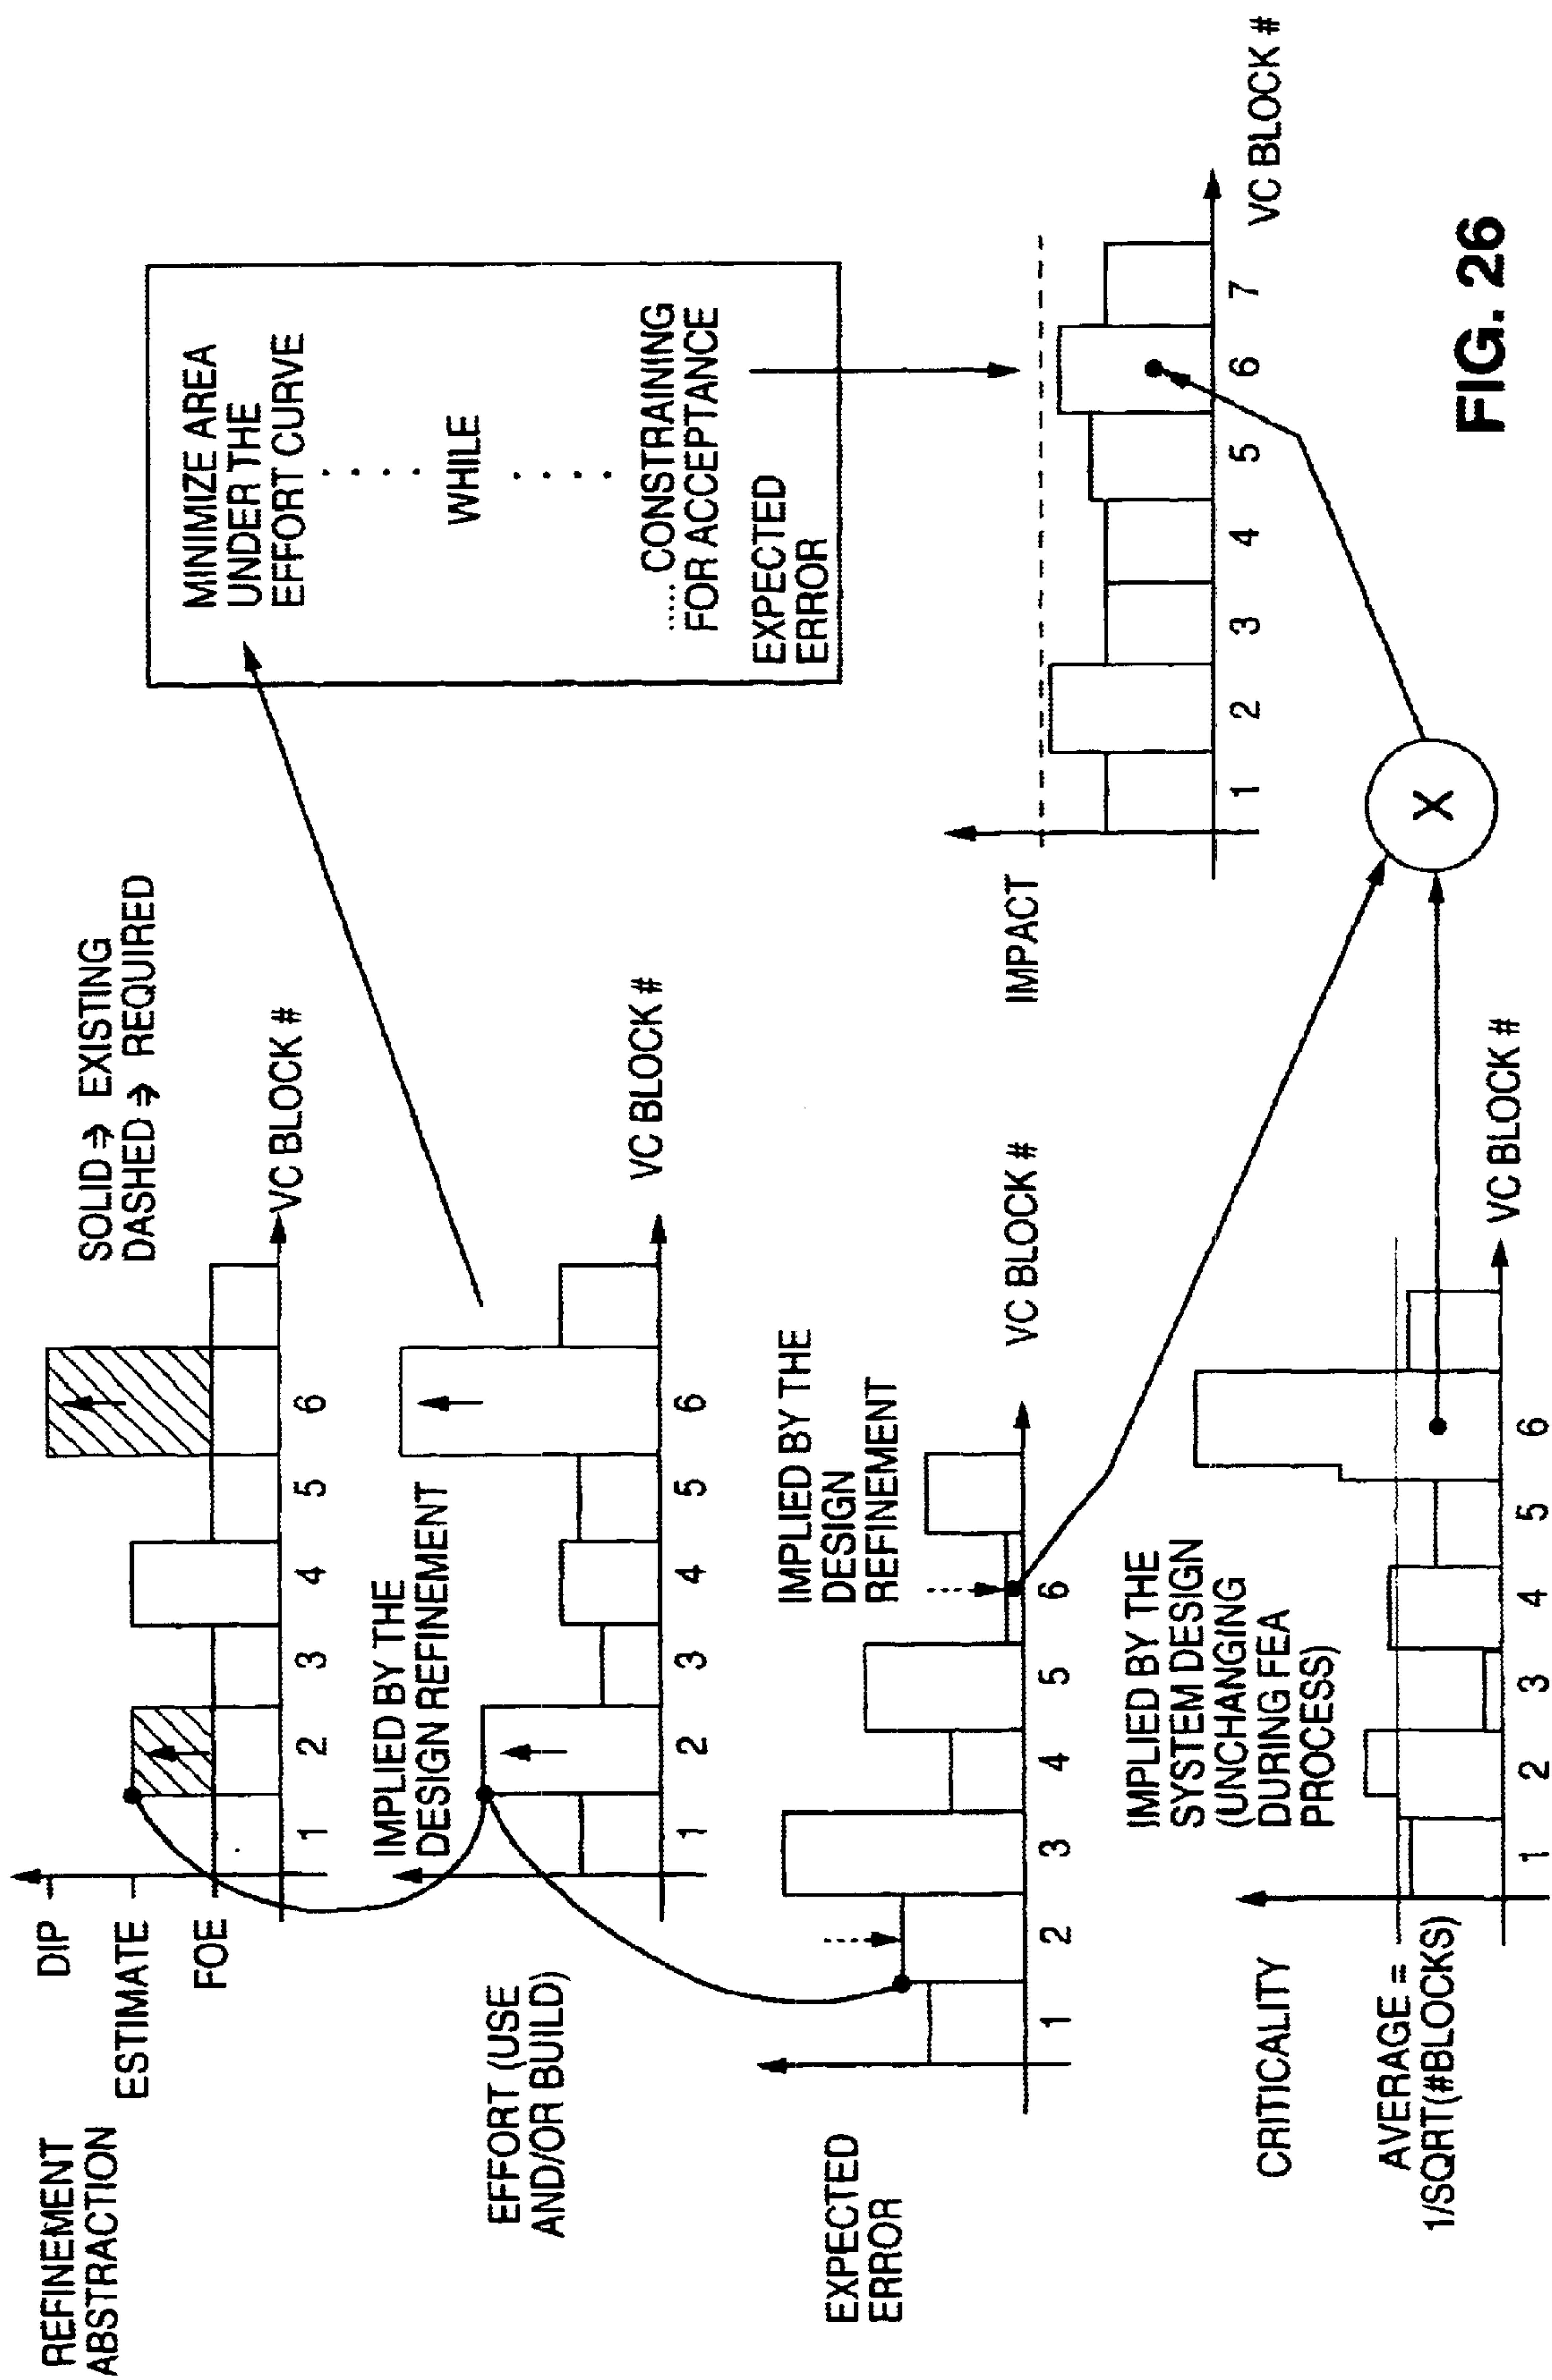 REFINEMENT
ABSTRACTION
DIP
ESTIMATE
FOE
SOLID ⇒ EXISTING
DASHED ⇒ REQUIRED
1 2 3 4 5 6
VC BLOCK #
IMPLIED BY THE
DESIGN REFINEMENT
EFFORT (USE
AND/OR BUILD)
1 2 3 4 5 6
VC BLOCK #
MINIMIZE AREA
UNDER THE
EFFORT CURVE
WHILE
..... CONSTRAINING
FOR ACCEPTANCE
EXPECTED
ERROR
EXPECTED
ERROR
IMPLIED BY THE
DESIGN
REFINEMENT
1 2 3 4 5 6
VC BLOCK #
IMPACT
1 2 3 4 5 6 7
VC BLOCK #
IMPLIED BY THE
SYSTEM DESIGN
(UNCHANGING
DURING FEA
PROCESS)
CRITICALITY
AVERAGE =
1/SQRT(#BLOCKS)
1 2 3 4 5 6
VC BLOCK #
X
FIG. 26